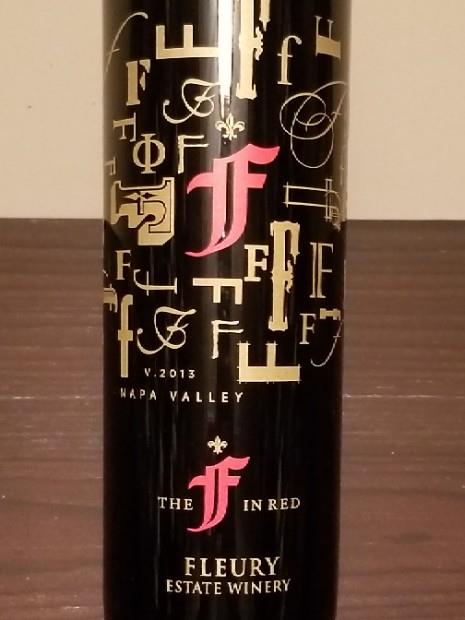 f F F F f F
F F F
F Φ F F
F F F
F F F F F
F F F
f F F F F
V.2013
NAPA VALLEY
THE F IN RED
FLEURY
ESTATE WINERY